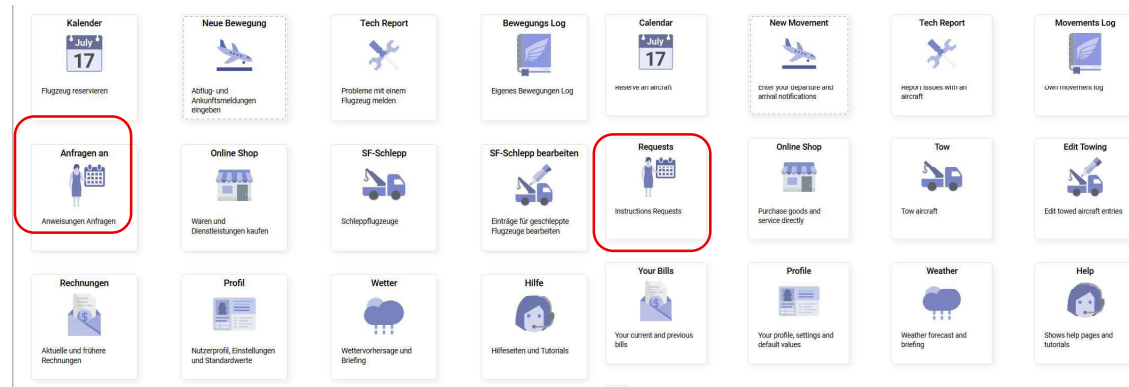 Kalender
July
17
Flugzeug reservieren
Neue Bewegung
Abflug- und
Ankunftsmeldungen
eingeben
Tech Report
Probleme mit einem
Flugzeug melden
Bewegungs Log
Eigenes Bewegungen Log
Calendar
July
17
Reserve an aircraft
New Movement
Enter your departure and
arrival notifications
Tech Report
Report issues with an
aircraft
Movements Log
Own movement log
Anfragen an
Anweisungen Anfragen
Online Shop
Waren und
Dienstleistungen kaufen
SF-Schlepp
Schleppflugzeuge
SF-Schlepp bearbeiten
Einträge für geschleppte
Flugzeuge bearbeiten
Requests
Instructions Requests
Online Shop
Purchase goods and
service directly
Tow
Tow aircraft
Edit Towing
Edit towed aircraft entries
Rechnungen
Aktuelle und frühere
Rechnungen
Profil
Nutzerprofil, Einstellungen
und Standardwerte
Wetter
Wettervorhersage und
Briefing
Hilfe
Hilfeseiten und Tutorials
Your Bills
Your current and previous
bills
Profile
Your profile, settings and
default values
Weather
Weather forecast and
briefing
Help
Shows help pages and
tutorials